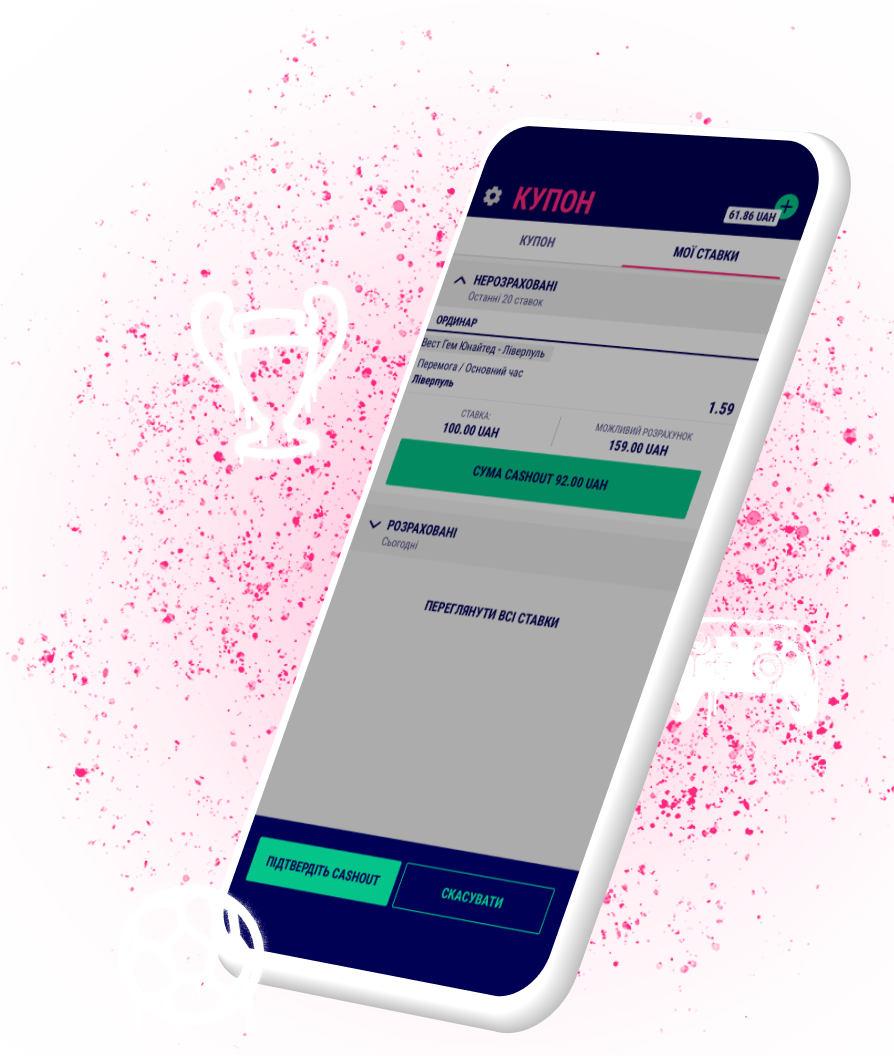 КУПОН
61.86 UAH
КУПОН
МОЇ СТАВКИ
НЕРОЗРАХОВАНІ
Останні 20 ставок
ОРДИНАР
Вест Гем Юнайтед - Ліверпуль
Перемога / Основний час
Ліверпуль
1.59
СТАВКА:
100.00 UAH
МОЖЛИВИЙ РОЗРАХУНОК
159.00 UAH
СУМА CASHOUT 92.00 UAH
РОЗРАХОВАНІ
Сьогодні
ПЕРЕГЛЯНУТИ ВСІ СТАВКИ
ПІДТВЕРДІТЬ CASHOUT
СКАСУВАТИ